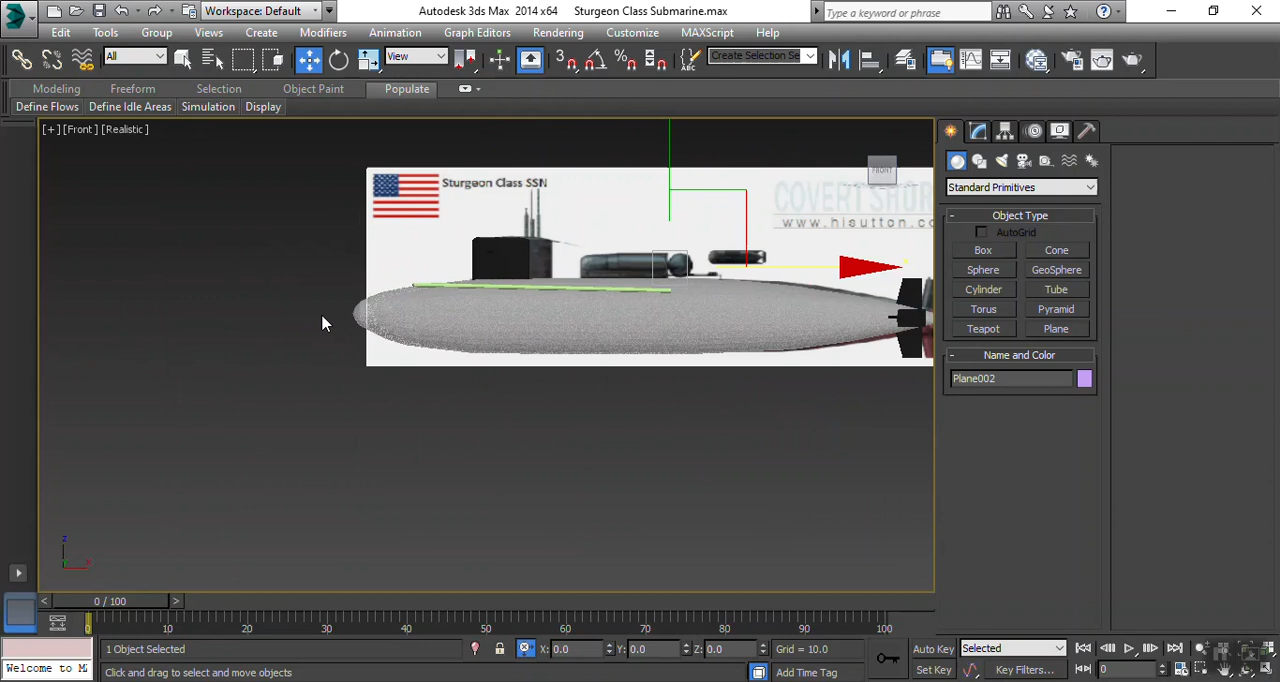 Workspace: Default
Autodesk 3ds Max 2014 x64
Sturgeon Class Submarine.max
Type a keyword or phrase
Edit
Tools
Group
Views
Create
Modifiers
Animation
Graph Editors
Rendering
Customize
MAXScript
Help
All
View
3
Create Selection Se
Modeling
Freeform
Selection
Object Paint
Populate
Define Flows
Define Idle Areas
Simulation
Display
[+] [Front] [Realistic]
Sturgeon Class SSN
COVERT SHOR
www.hisutton.co
FRONT
Standard Primitives
- Object Type
AutoGrid
Box
Cone
Sphere
GeoSphere
Cylinder
Tube
Torus
Pyramid
Teapot
Plane
- Name and Color
Plane002
z
x
< 0 / 100 >
0 10 20 30 40 50 60 70 80 90 100
1 Object Selected
X: 0.0
Y: 0.0
Z: 0.0
Grid = 10.0
Auto Key
Selected
Welcome to M
Click and drag to select and move objects
Add Time Tag
Set Key
Key Filters...
0